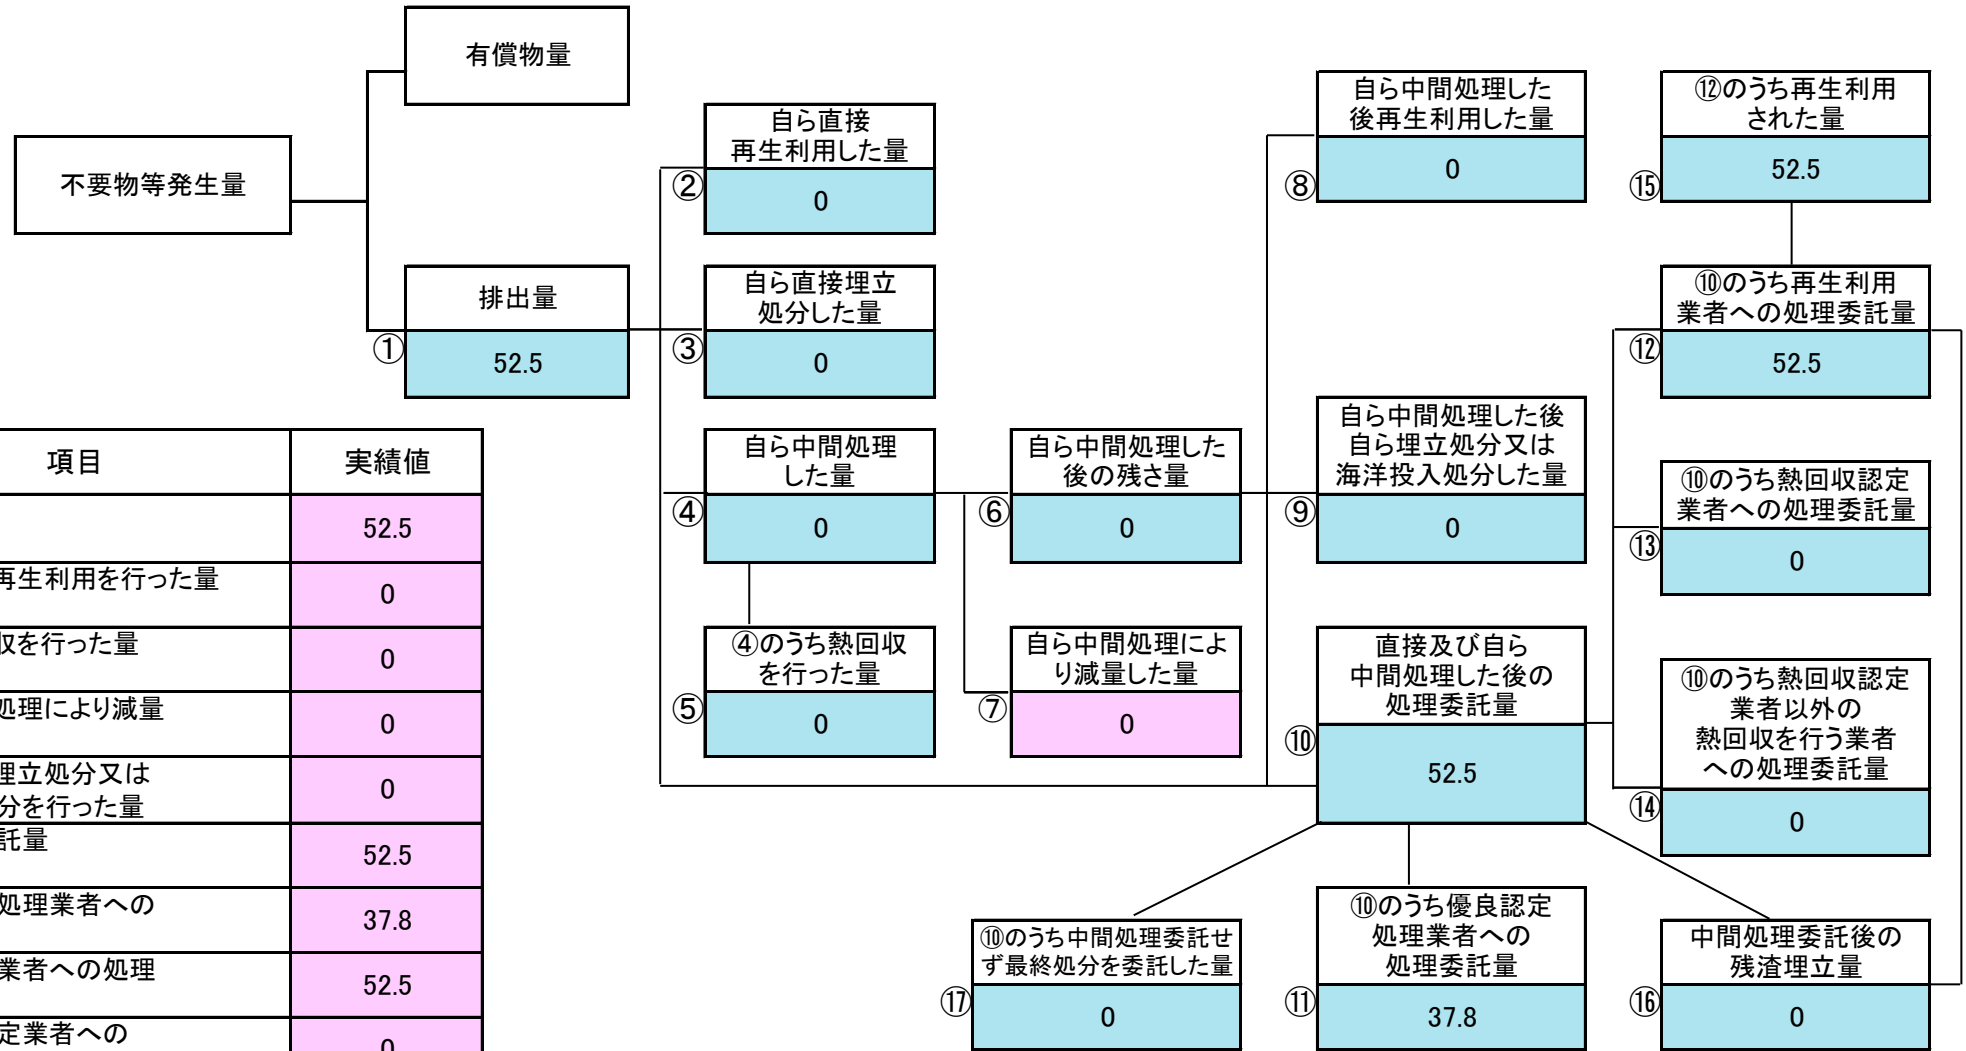 有償物量
不要物等発生量
排出量
①
52.5
自ら直接
再生利用した量
②
0
自ら直接埋立
処分した量
③
0
自ら中間処理
した量
④
0
④のうち熱回収
を行った量
⑤
0
自ら中間処理した
後の残さ量
⑥
0
自ら中間処理によ
り減量した量
⑦
0
自ら中間処理した
後再生利用した量
⑧
0
自ら中間処理した後
自ら埋立処分又は
海洋投入処分した量
⑨
0
直接及び自ら
中間処理した後の
処理委託量
⑩
52.5
⑫のうち再生利用
された量
⑮
52.5
⑩のうち再生利用
業者への処理委託量
⑫
52.5
⑩のうち熱回収認定
業者への処理委託量
⑬
0
⑩のうち熱回収認定
業者以外の
熱回収を行う業者
への処理委託量
⑭
0
⑩のうち中間処理委託せ
ず最終処分を委託した量
⑰
0
⑩のうち優良認定
処理業者への
処理委託量
⑪
37.8
中間処理委託後の
残渣埋立量
⑯
0
項目 実績値
52.5
再生利用を行った量
0
収を行った量
0
処理により減量
0
埋立処分又は
分を行った量
0
託量
52.5
処理業者への
37.8
業者への処理
52.5
定業者への
0